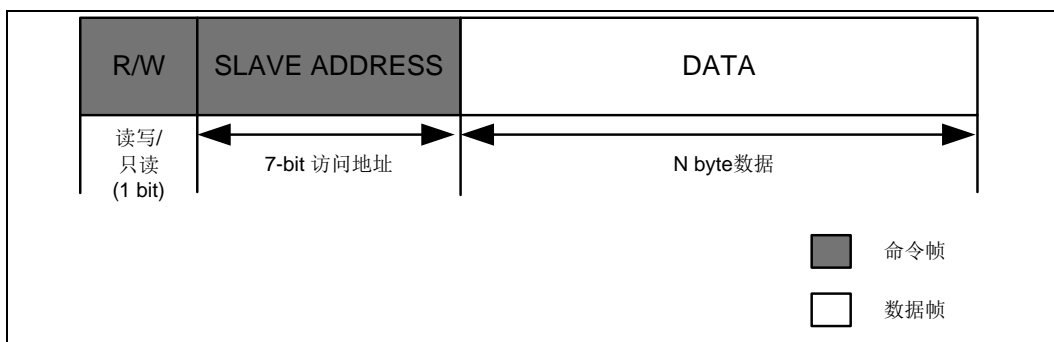 R/W
SLAVE ADDRESS
DATA
读写/
只读
(1 bit)
7-bit 访问地址
N byte数据
命令帧
数据帧